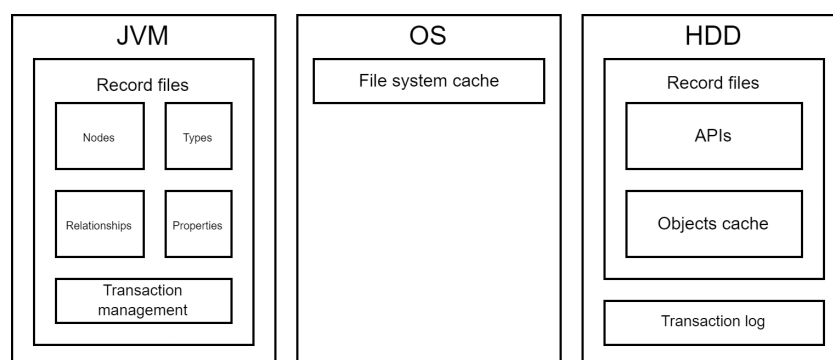 JVM
Record files
Nodes
Types
Relationships
Properties
Transaction
management
OS
File system cache
HDD
Record files
APIs
Objects cache
Transaction log